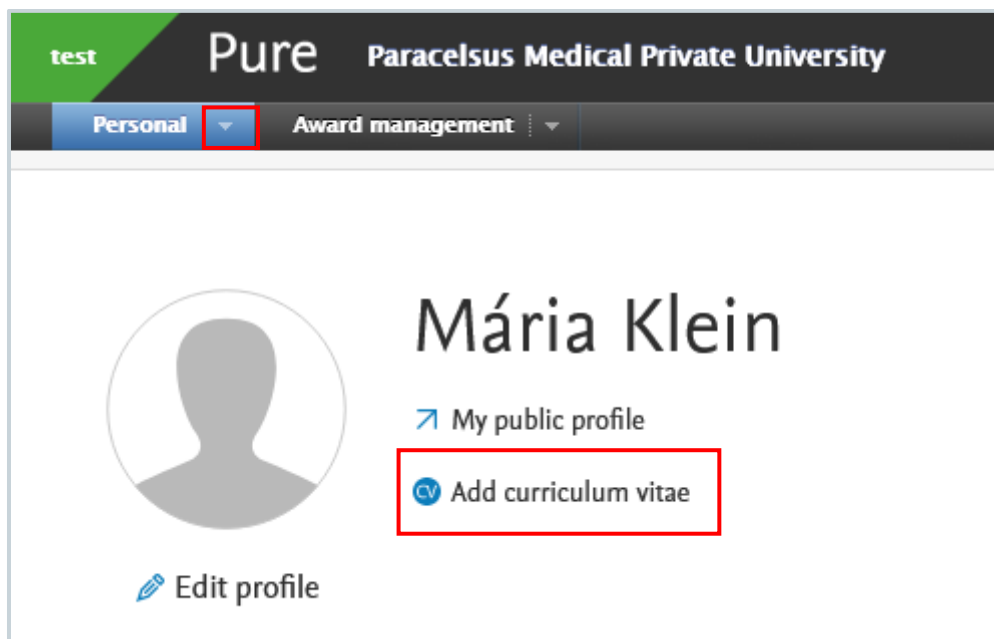 test Pure Paracelsus Medical Private University
Personal Award management
Mária Klein
My public profile
CV Add curriculum vitae
Edit profile